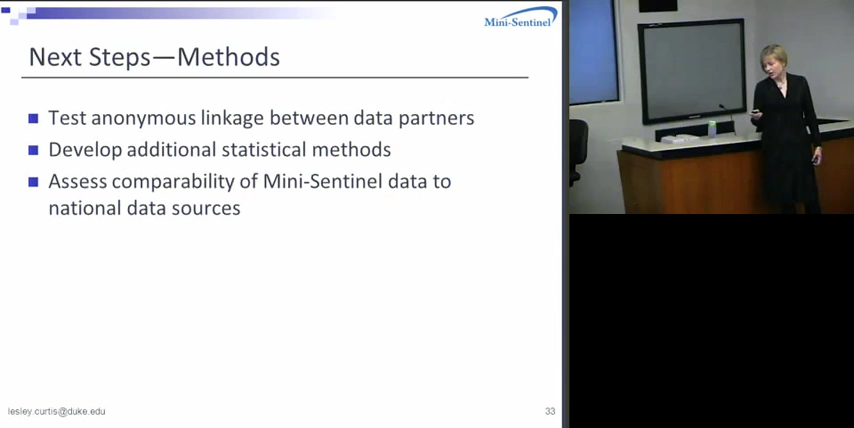 Mini-Sentinel
Next Steps—Methods
Test anonymous linkage between data partners
Develop additional statistical methods
Assess comparability of Mini-Sentinel data to
national data sources
lesley.curtis@duke.edu
33